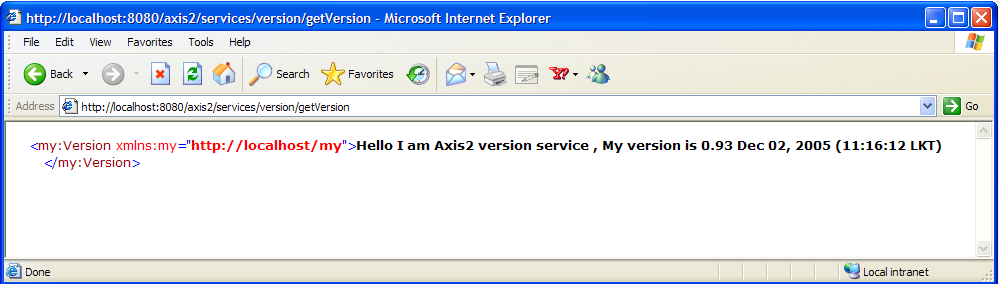 http://localhost:8080/axis2/services/version/getVersion - Microsoft Internet Explorer
File Edit View Favorites Tools Help
Back Search Favorites
Address http://localhost:8080/axis2/services/version/getVersion Go
<my:Version xmlns:my="http://localhost/my">Hello I am Axis2 version service , My version is 0.93 Dec 02, 2005 (11:16:12 LKT)
</my:Version>
Done Local intranet